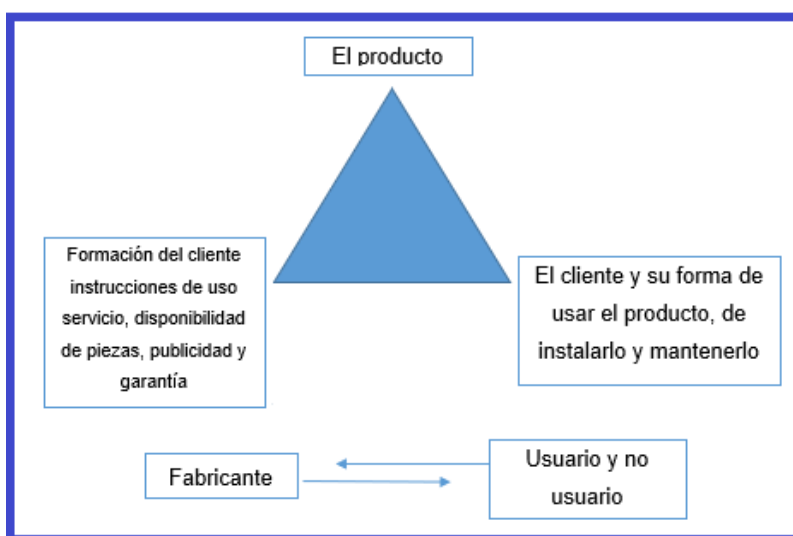 El producto
Formación del cliente
instrucciones de uso
servicio, disponibilidad
de piezas, publicidad y
garantía
El cliente y su forma de
usar el producto, de
instalarlo y mantenerlo
Fabricante
Usuario y no
usuario